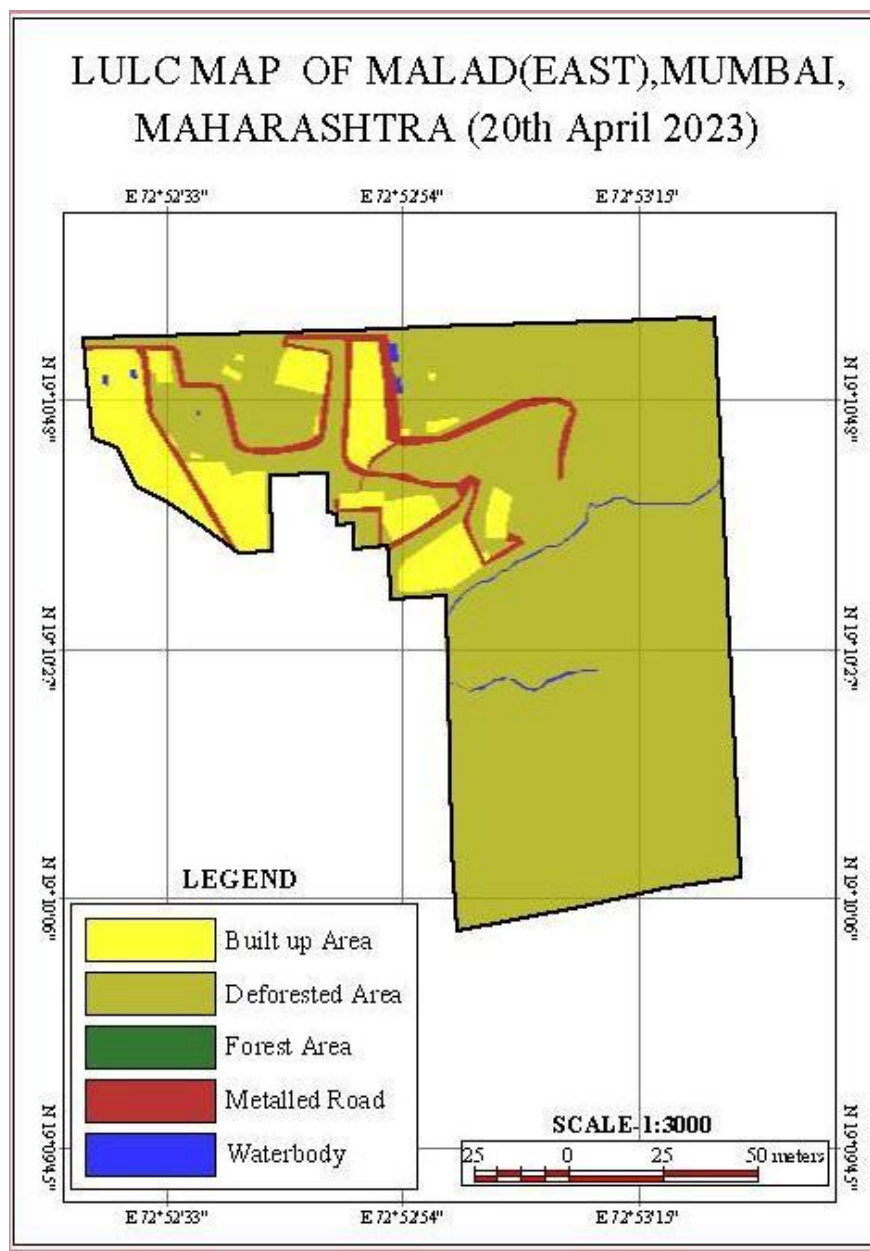 LULC MAP OF MALAD(EAST),MUMBAI,
MAHARASHTRA (20th April 2023)
E 72°52'33" E 72°52'54" E 73°53'15"
N 19°10'48" N 19°10'48"
N 19°10'27" N 19°10'27"
N 19°10'06" N 19°10'06"
N 19°09'45" N 19°09'45"
LEGEND
Built up Area
Deforested Area
Forest Area
Metalled Road
Waterbody
SCALE-1:3000
25 0 25 50 meters
E 72°52'33" E 72°52'54" E 72°53'15"